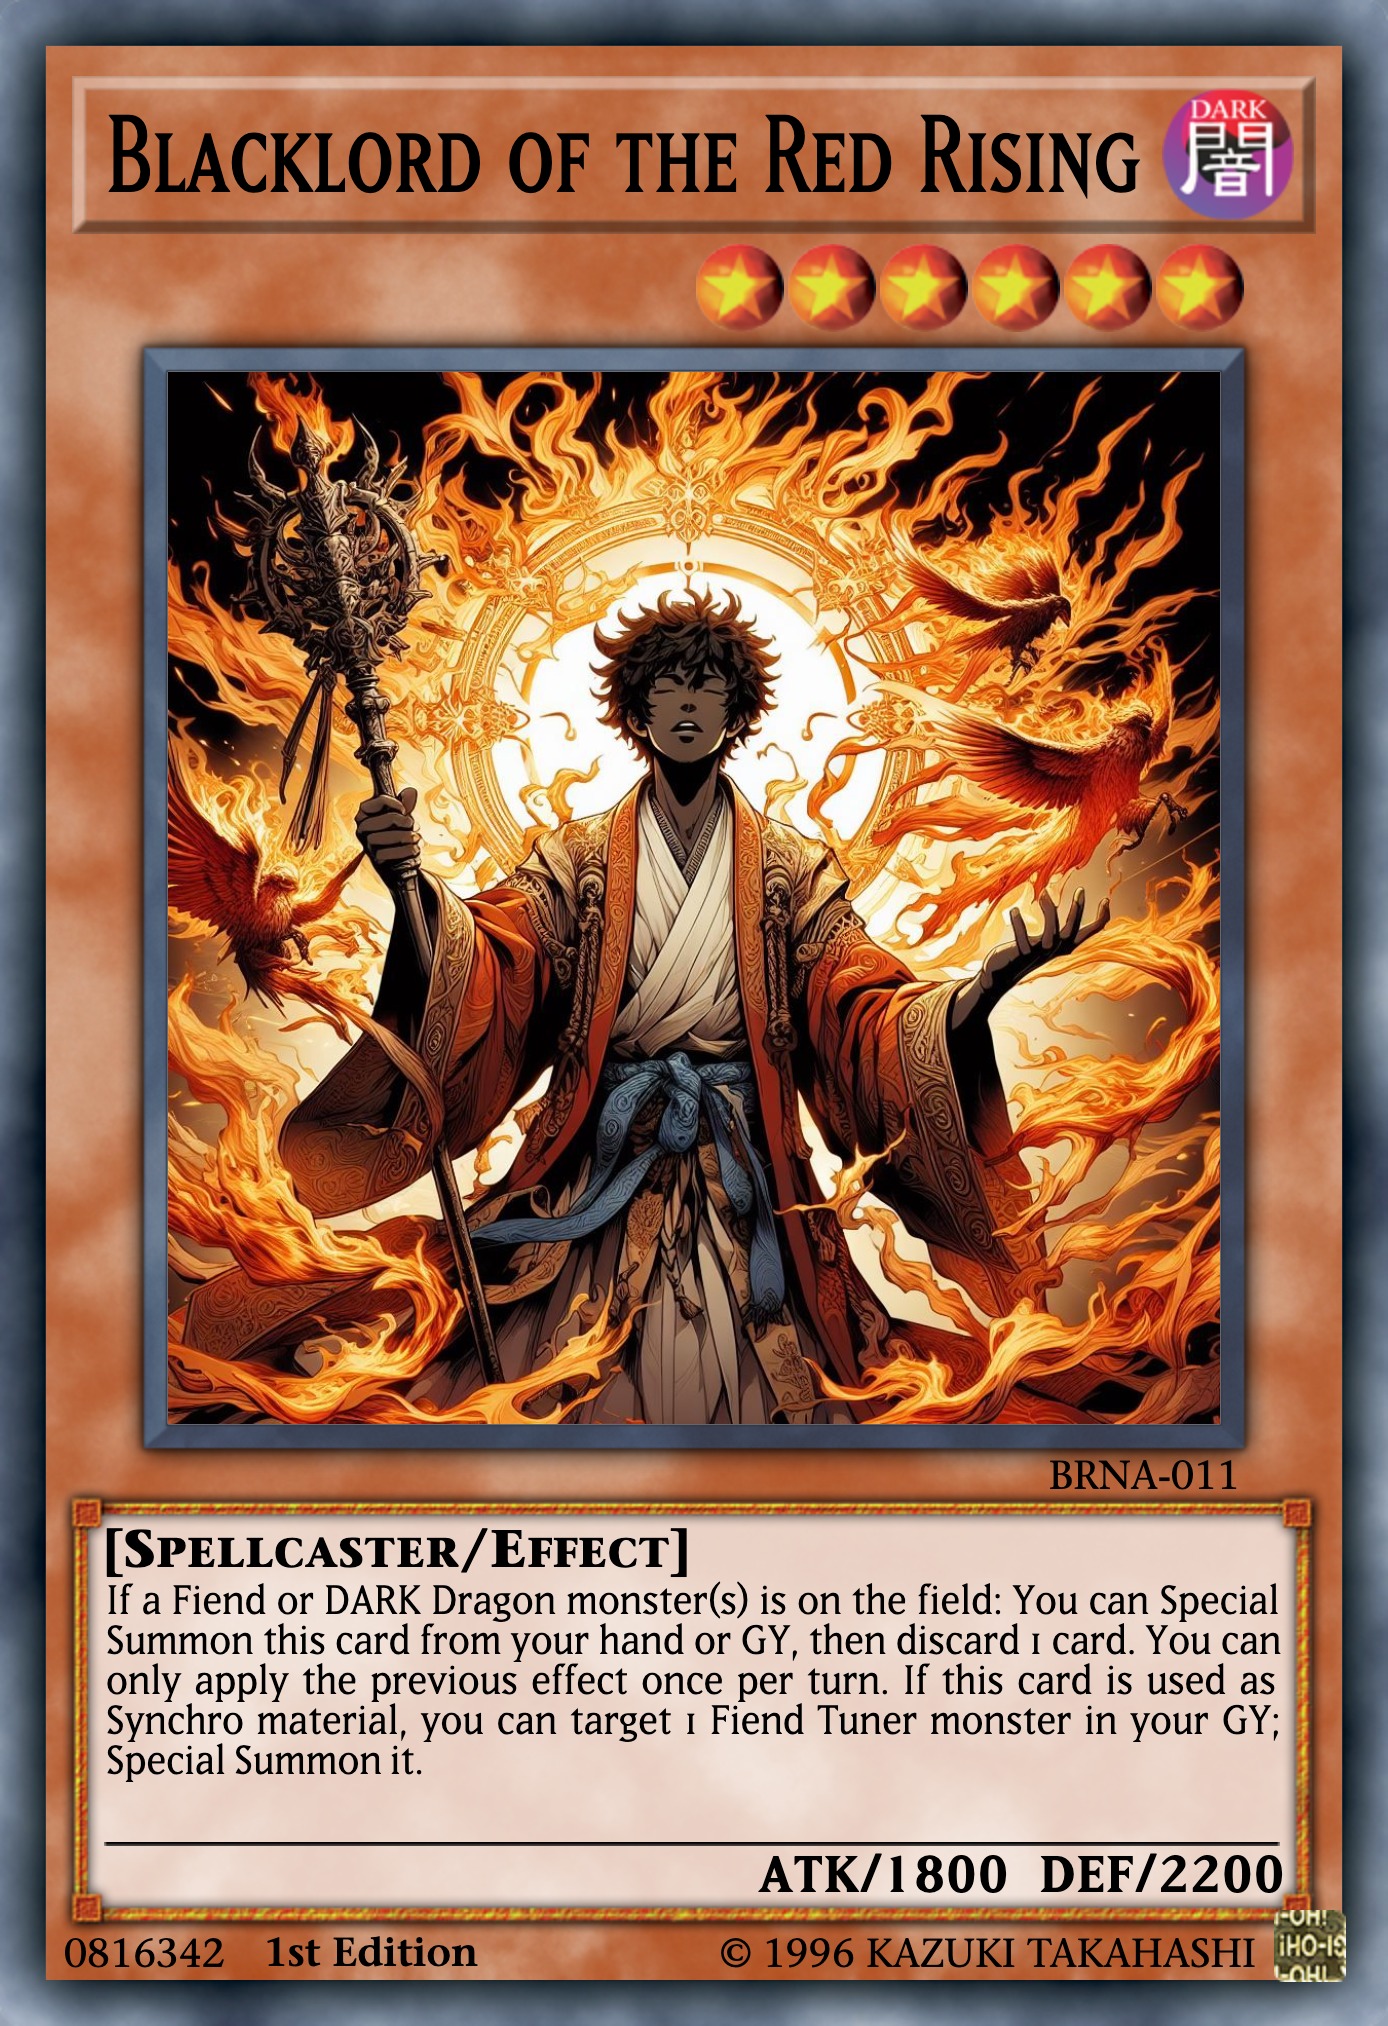 Blacklord of the Red Rising
DARK
闇
BRNA-011
[Spellcaster/Effect]
If a Fiend or DARK Dragon monster(s) is on the field: You can Special
Summon this card from your hand or GY, then discard 1 card. You can
only apply the previous effect once per turn. If this card is used as
Synchro material, you can target 1 Fiend Tuner monster in your GY;
Special Summon it.
ATK/1800 DEF/2200
0816342 1st Edition © 1996 KAZUKI TAKAHASHI